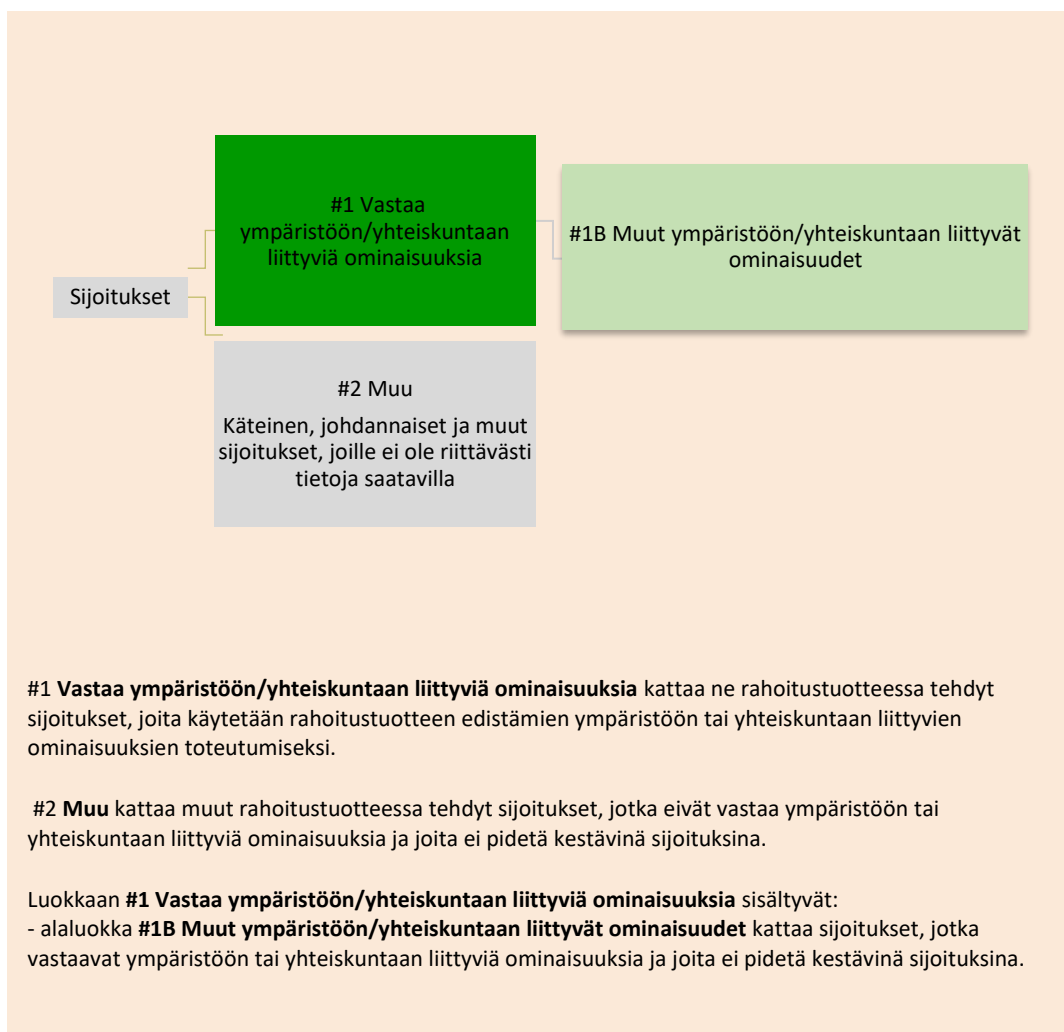 #1 Vastaa
ympäristöön/yhteiskuntaan
liittyviä ominaisuuksia
#1B Muut ympäristöön/yhteiskuntaan liittyvät
ominaisuudet
Sijoitukset
#2 Muu
Käteinen, johdannaiset ja muut
sijoitukset, joille ei ole riittävästi
tietoja saatavilla
#1 Vastaa ympäristöön/yhteiskuntaan liittyviä ominaisuuksia kattaa ne rahoitustuotteessa tehdyt
sijoitukset, joita käytetään rahoitustuotteen edistämien ympäristöön tai yhteiskuntaan liittyvien
ominaisuuksien toteutumiseksi.
#2 Muu kattaa muut rahoitustuotteessa tehdyt sijoitukset, jotka eivät vastaa ympäristöön tai
yhteiskuntaan liittyviä ominaisuuksia ja joita ei pidetä kestävinä sijoituksina.
Luokkaan #1 Vastaa ympäristöön/yhteiskuntaan liittyviä ominaisuuksia sisältyvät:
- alaluokka #1B Muut ympäristöön/yhteiskuntaan liittyvät ominaisuudet kattaa sijoitukset, jotka
vastaavat ympäristöön tai yhteiskuntaan liittyviä ominaisuuksia ja joita ei pidetä kestävinä sijoituksina.